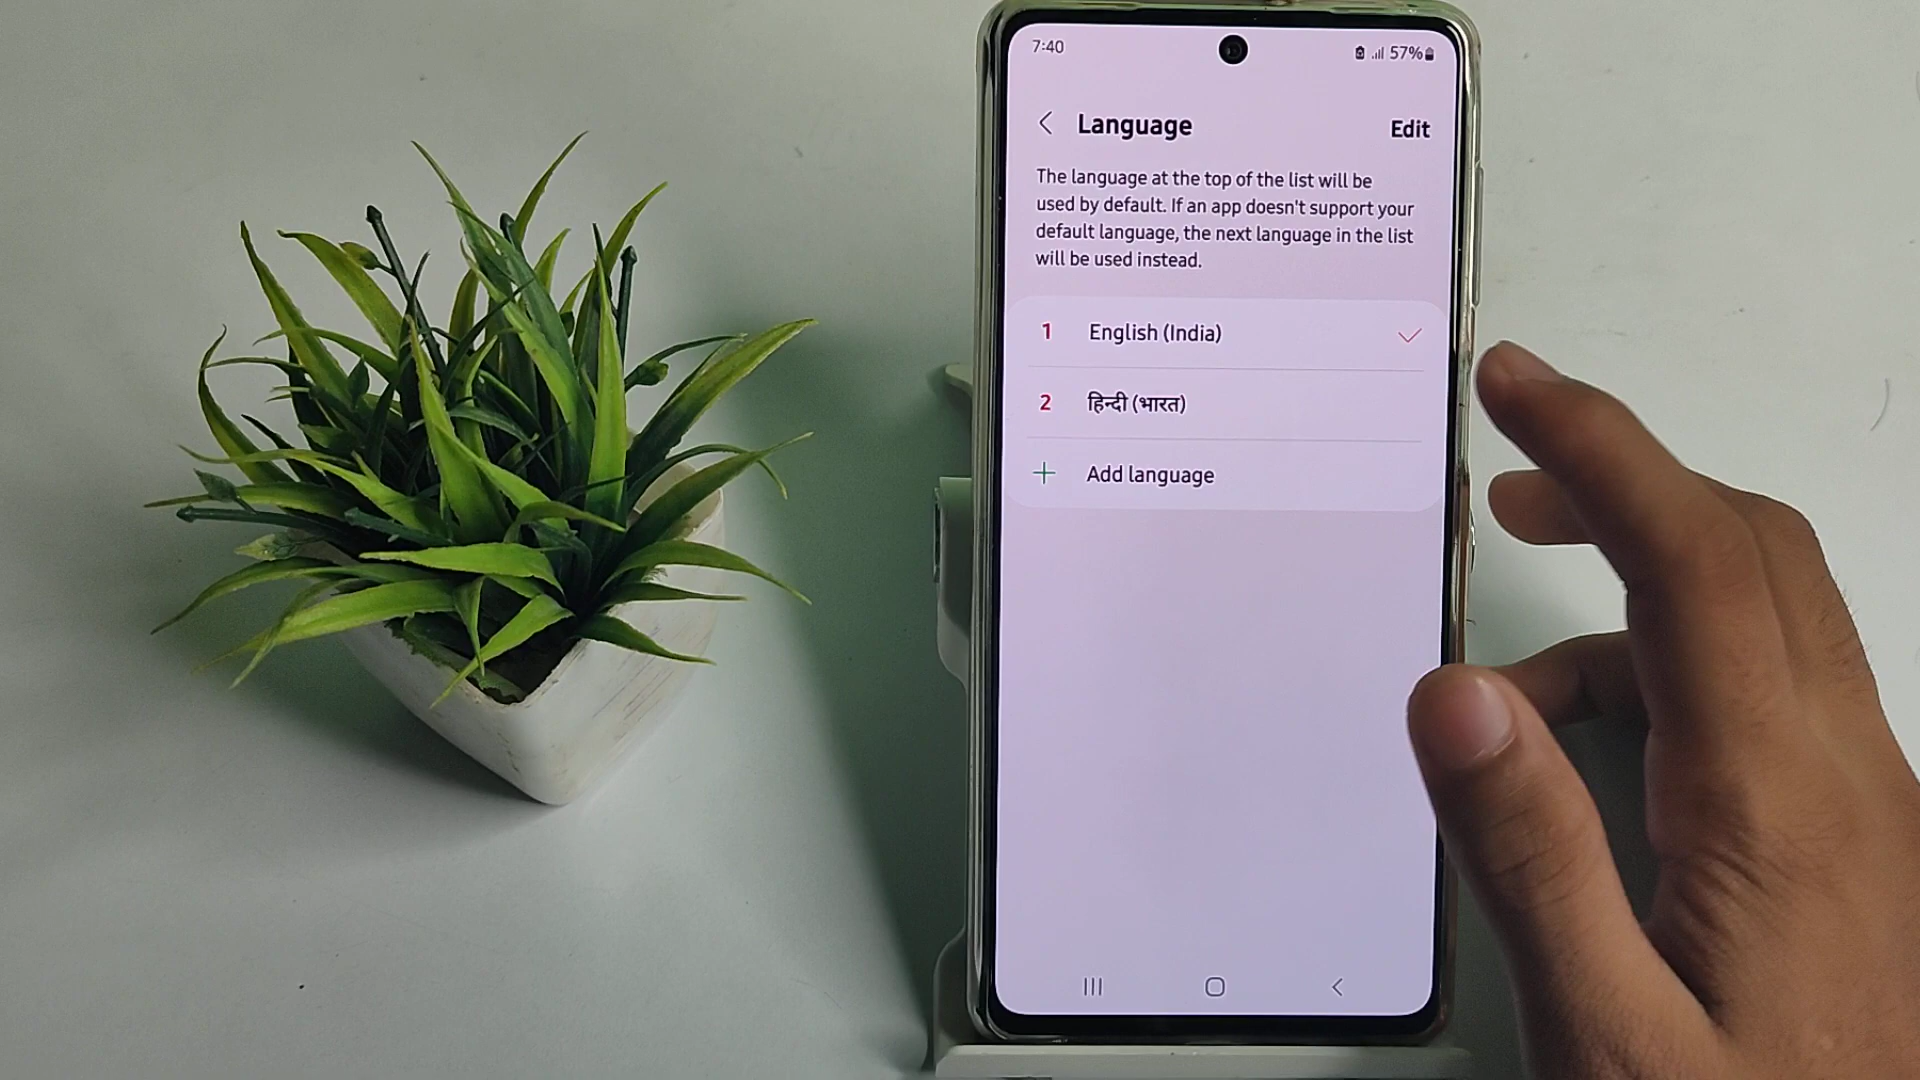 7:40
57%
Language
Edit
The language at the top of the list will be
used by default. If an app doesn't support your
default language, the next language in the list
will be used instead.
1 English (India)
2 हिन्दी (भारत)
Add language